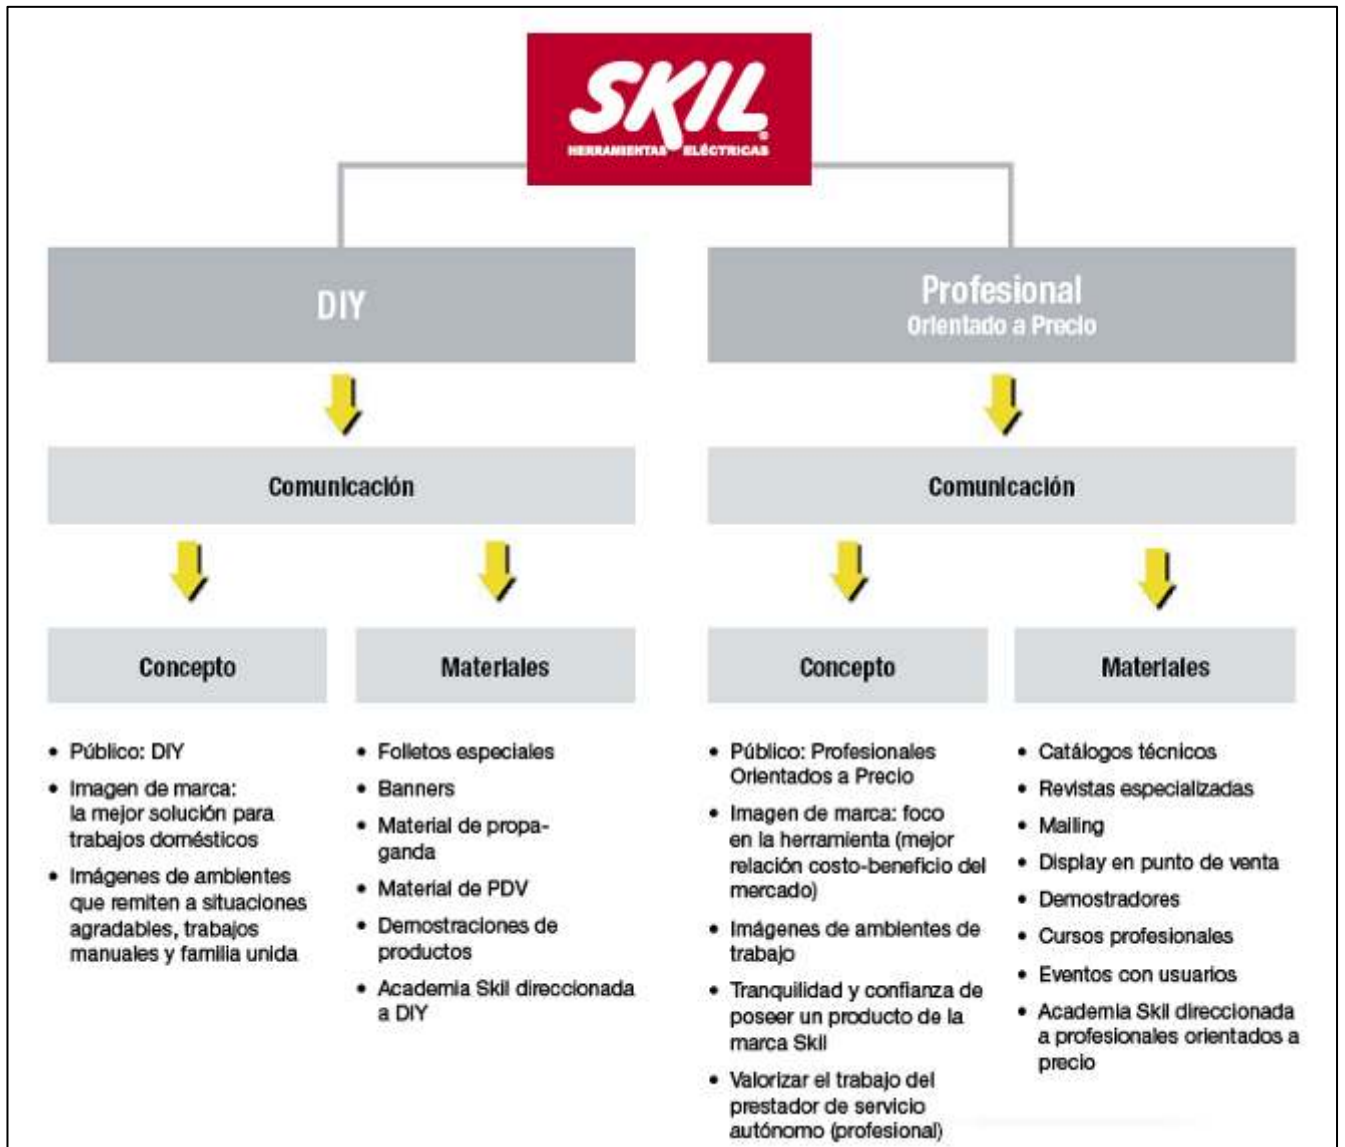 SKIL®
HERRAMIENTAS ELÉCTRICAS
DIY
Comunicación
Concepto
• Público: DIY
• Imagen de marca:
la mejor solución para
trabajos domésticos
• Imágenes de ambientes
que remiten a situaciones
agradables, trabajos
manuales y familia unida
Materiales
• Folletos especiales
• Banners
• Material de propa-
ganda
• Material de PDV
• Demostraciones de
productos
• Academia Skil direccionada
a DIY
Profesional
Orientado a Precio
Comunicación
Concepto
• Público: Profesionales
Orientados a Precio
• Imagen de marca: foco
en la herramienta (mejor
relación costo-beneficio del
mercado)
• Imágenes de ambientes de
trabajo
• Tranquilidad y confianza de
poseer un producto de la
marca Skil
• Valorizar el trabajo del
prestador de servicio
autónomo (profesional)
Materiales
• Catálogos técnicos
• Revistas especializadas
• Mailing
• Display en punto de venta
• Demostradores
• Cursos profesionales
• Eventos con usuarios
• Academia Skil direccionada
a profesionales orientados a
precio